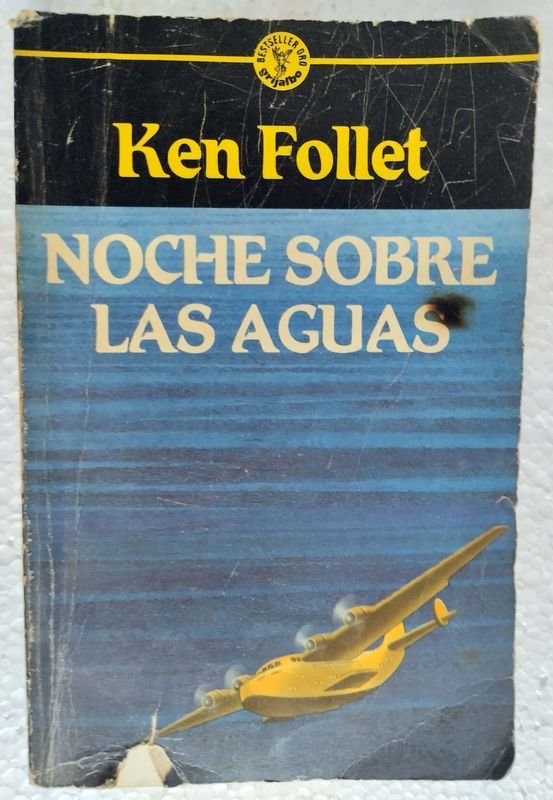 BESTSELLER ORO
grijalbo
Ken Follet
NOCHE SOBRE
LAS AGUAS